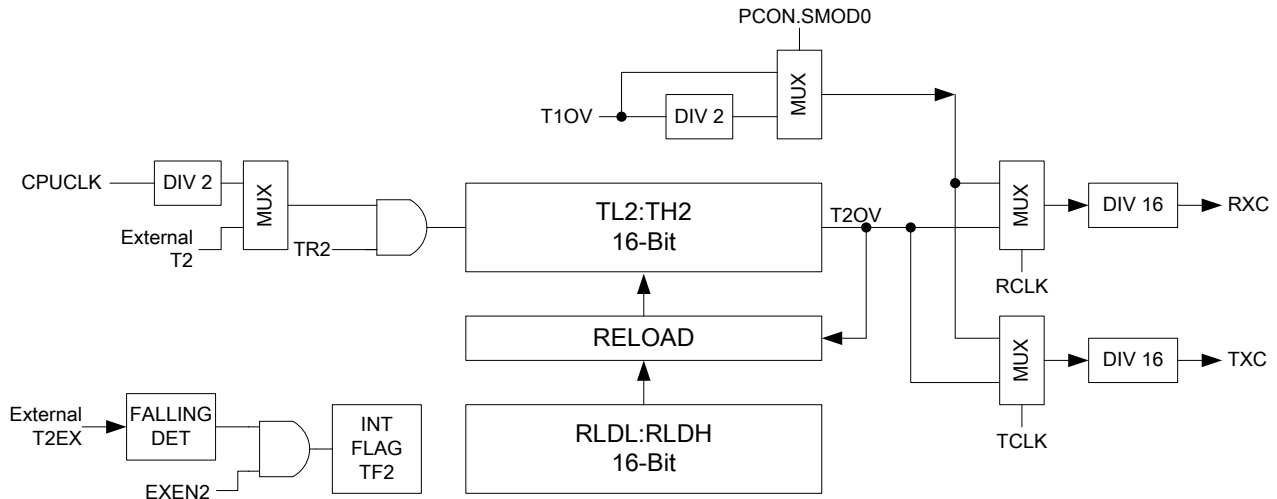 PCON.SMOD0
MUX
T1OV
DIV 2
CPUCLK
DIV 2
MUX
External
T2
TR2
TL2:TH2
16-Bit
T2OV
MUX
DIV 16
RXC
RCLK
RELOAD
MUX
DIV 16
TXC
TCLK
External
T2EX
FALLING
DET
EXEN2
INT
FLAG
TF2
RLDL:RLDH
16-Bit